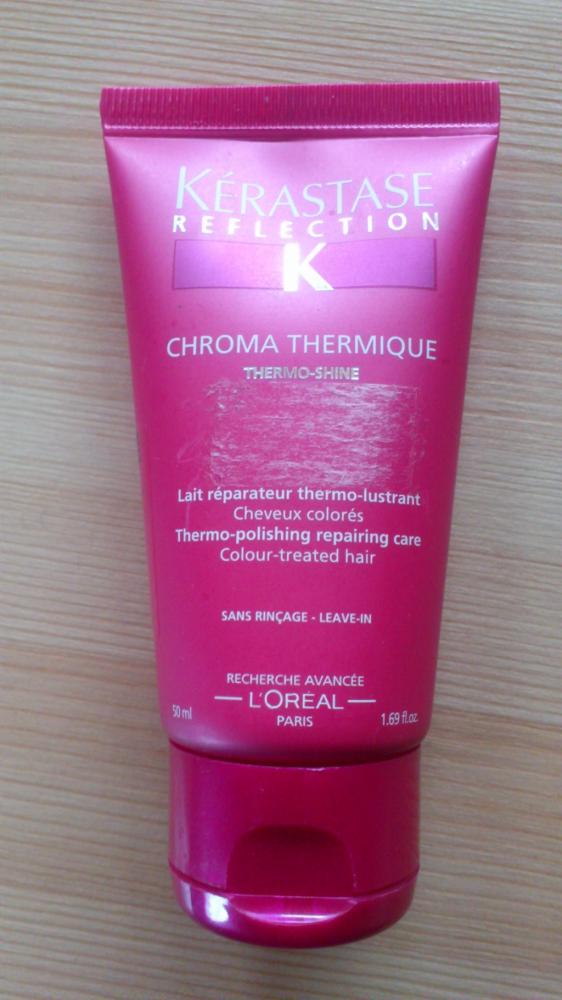 KÉRASTASE
REFLECTION
K
CHROMA THERMIQUE
THERMO-SHINE
Lait réparateur thermo-lustrant
Cheveux colorés
Thermo-polishing repairing care
Colour-treated hair
SANS RINÇAGE - LEAVE-IN
RECHERCHE AVANCÉE
L'ORÉAL
PARIS
50 ml
1.69 fl.oz.